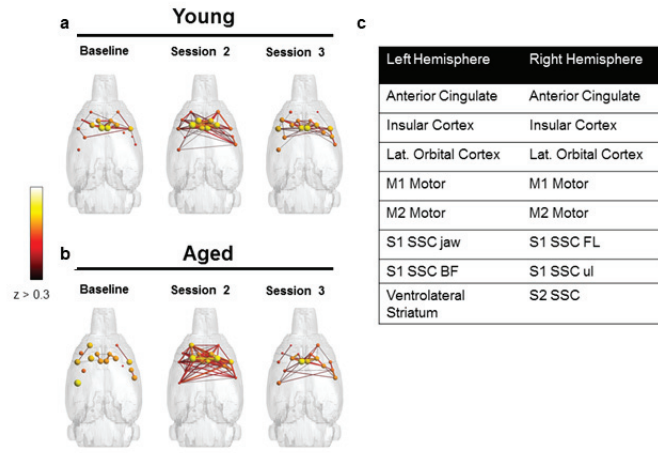 Young
a
Baseline Session 2 Session 3
z > 0.3
b
Aged
Baseline Session 2 Session 3
c
Left Hemisphere Right Hemisphere
Anterior Cingulate Anterior Cingulate
Insular Cortex Insular Cortex
Lat. Orbital Cortex Lat. Orbital Cortex
M1 Motor M1 Motor
M2 Motor M2 Motor
S1 SSC jaw S1 SSC FL
S1 SSC BF S1 SSC ul
Ventrolateral S2 SSC
Striatum